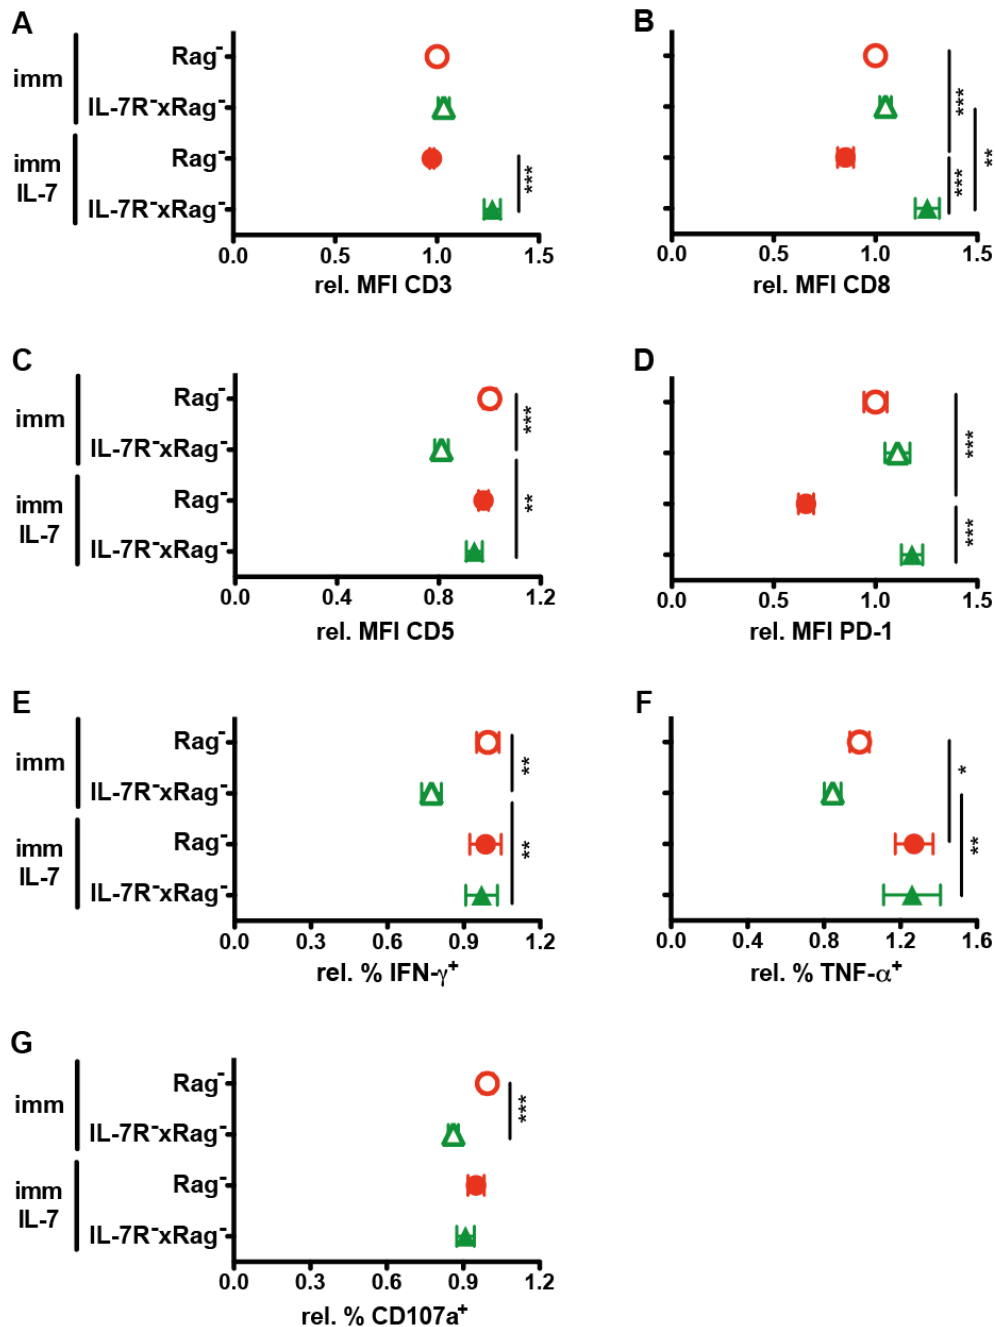 A
imm
Rag-
IL-7R-xRag-
imm
IL-7
Rag-
IL-7R-xRag-
***
0.0 0.5 1.0 1.5
rel. MFI CD3
B
***
***
**
0.0 0.5 1.0 1.5
rel. MFI CD8
C
imm
Rag-
IL-7R-xRag-
imm
IL-7
Rag-
IL-7R-xRag-
***
**
0.0 0.4 0.8 1.2
rel. MFI CD5
D
***
***
0.0 0.5 1.0 1.5
rel. MFI PD-1
E
imm
Rag-
IL-7R-xRag-
imm
IL-7
Rag-
IL-7R-xRag-
**
**
0.0 0.3 0.6 0.9 1.2
rel. % IFN-γ+
F
*
**
0.0 0.4 0.8 1.2 1.6
rel. % TNF-α+
G
imm
Rag-
IL-7R-xRag-
imm
IL-7
Rag-
IL-7R-xRag-
***
0.0 0.3 0.6 0.9 1.2
rel. % CD107a+